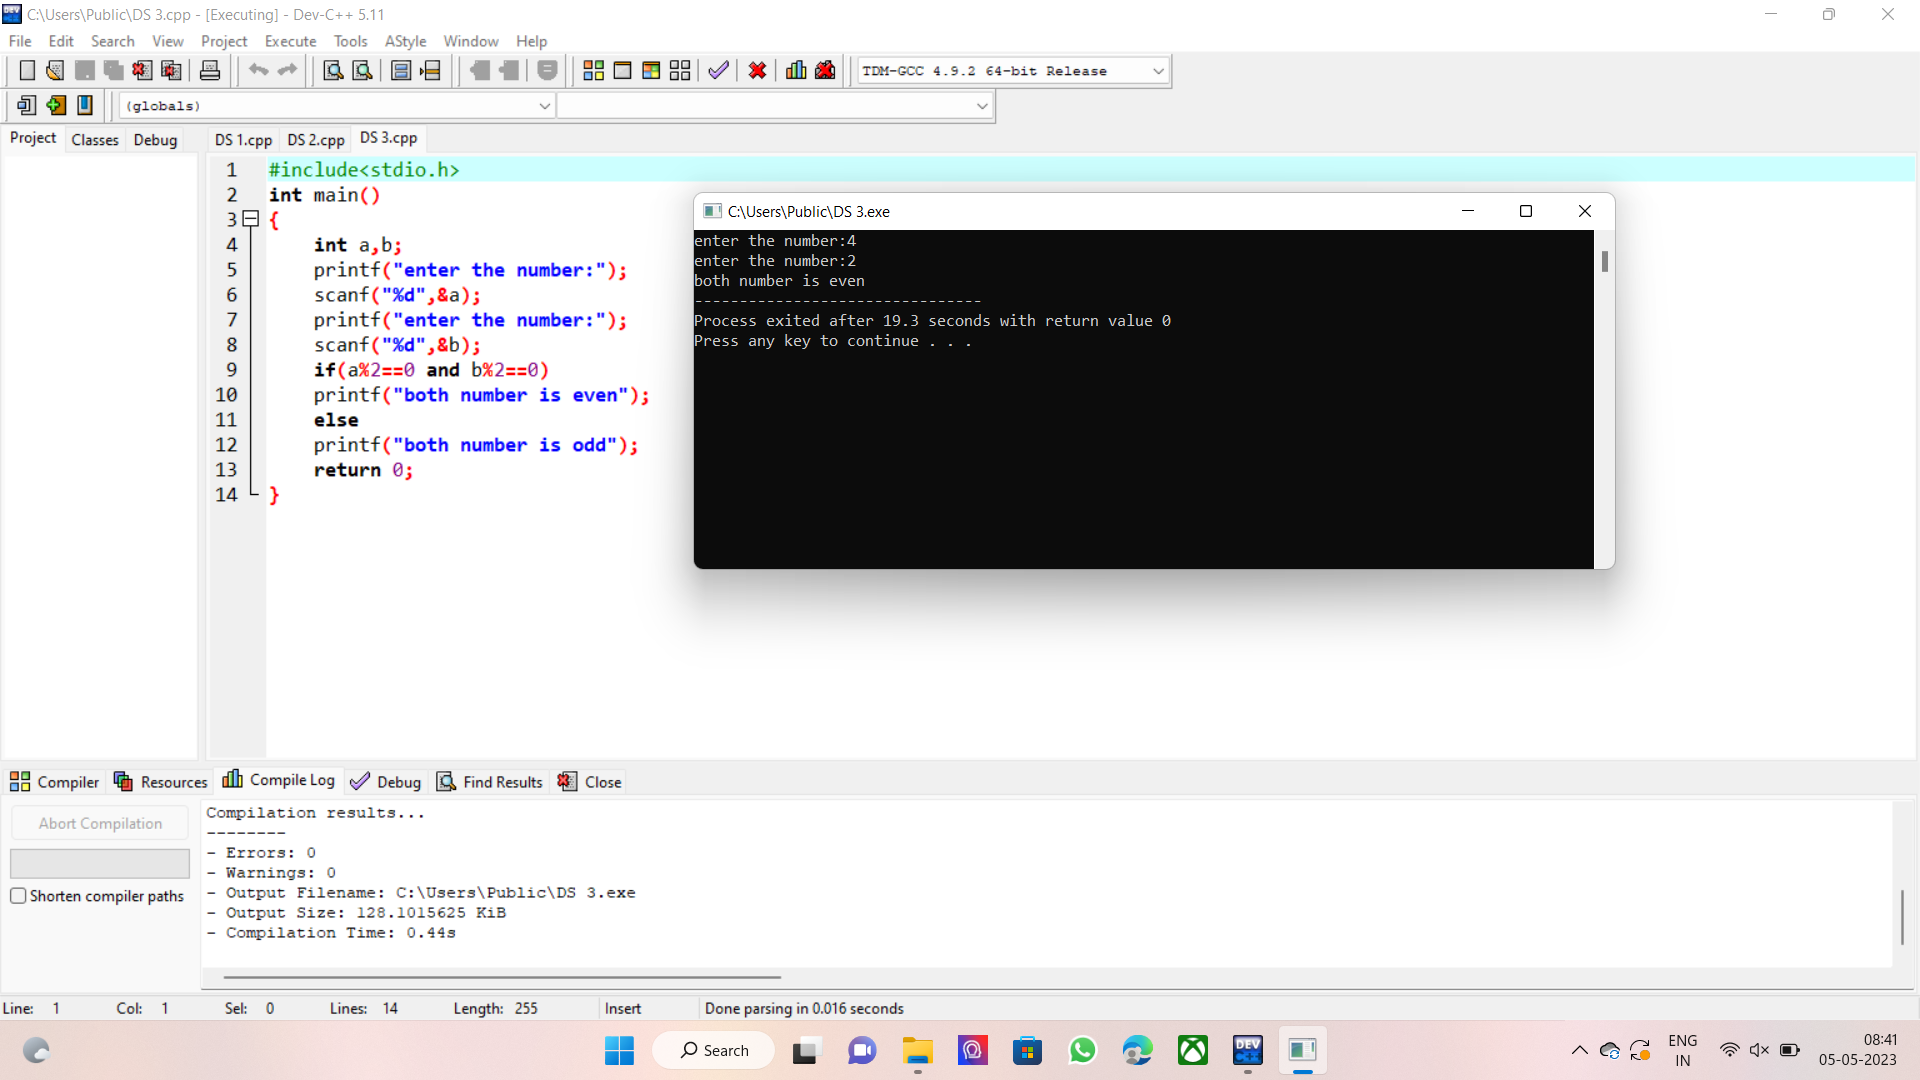 C:\Users\Public\DS 3.cpp - [Executing] - Dev-C++ 5.11
File Edit Search View Project Execute Tools AStyle Window Help
TDM-GCC 4.9.2 64-bit Release
(globals)
Project Classes Debug
DS 1.cpp DS 2.cpp DS 3.cpp
1 #include<stdio.h>
2 int main()
3 {
4 int a,b;
5 printf("enter the number:");
6 scanf("%d",&a);
7 printf("enter the number:");
8 scanf("%d",&b);
9 if(a%2==0 and b%2==0)
10 printf("both number is even");
11 else
12 printf("both number is odd");
13 return 0;
14 }
C:\Users\Public\DS 3.exe
enter the number:4
enter the number:2
both number is even
--------------------------------
Process exited after 19.3 seconds with return value 0
Press any key to continue . . .
Compiler Resources Compile Log Debug Find Results Close
Abort Compilation
Shorten compiler paths
Compilation results...
--------
- Errors: 0
- Warnings: 0
- Output Filename: C:\Users\Public\DS 3.exe
- Output Size: 128.1015625 KiB
- Compilation Time: 0.44s
Line: 1 Col: 1 Sel: 0 Lines: 14 Length: 255 Insert Done parsing in 0.016 seconds
Search
DEV C++
ENG
IN
08:41
05-05-2023